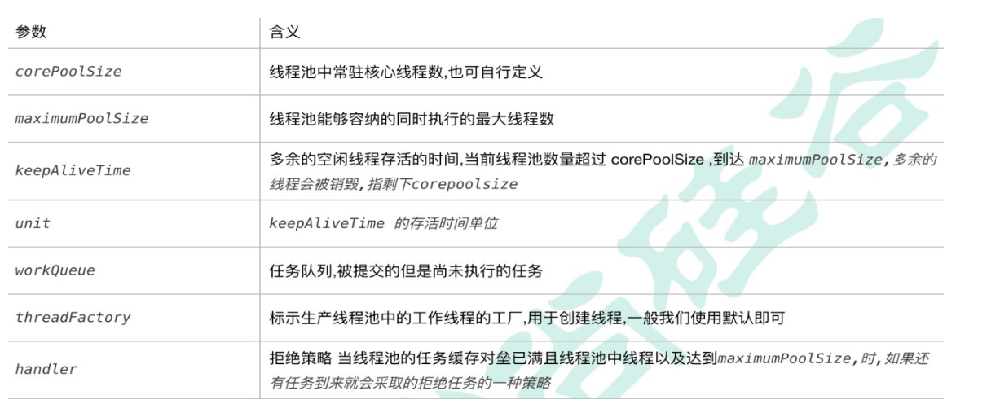 参数 含义
corePoolSize 线程池中常驻核心线程数,也可自行定义
maximumPoolSize 线程池能够容纳的同时执行的最大线程数
keepAliveTime 多余的空闲线程存活的时间,当前线程池数量超过 corePoolSize ,到达 maximumPoolSize,多余的
线程会被销毁,指剩下corepoolsize
unit keepAliveTime 的存活时间单位
workQueue 任务队列,被提交的但是尚未执行的任务
threadFactory 标示生产线程池中的工作线程的工厂,用于创建线程,一般我们使用默认即可
handler 拒绝策略 当线程池的任务缓存对垒已满且线程池中线程以及达到maximumPoolSize,时,如果还
有任务到来就会采取的拒绝任务的一种策略
尚硅谷